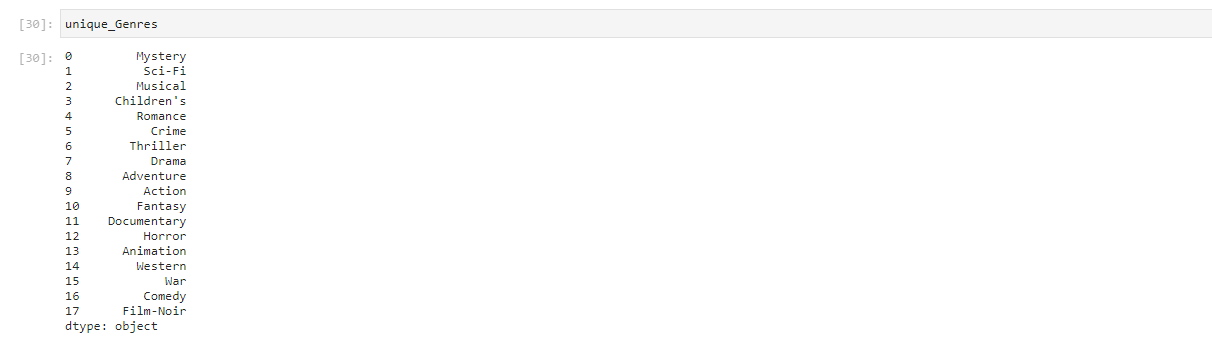 [30]: unique_Genres
[30]: 0 Mystery
1 Sci-Fi
2 Musical
3 Children's
4 Romance
5 Crime
6 Thriller
7 Drama
8 Adventure
9 Action
10 Fantasy
11 Documentary
12 Horror
13 Animation
14 Western
15 War
16 Comedy
17 Film-Noir
dtype: object